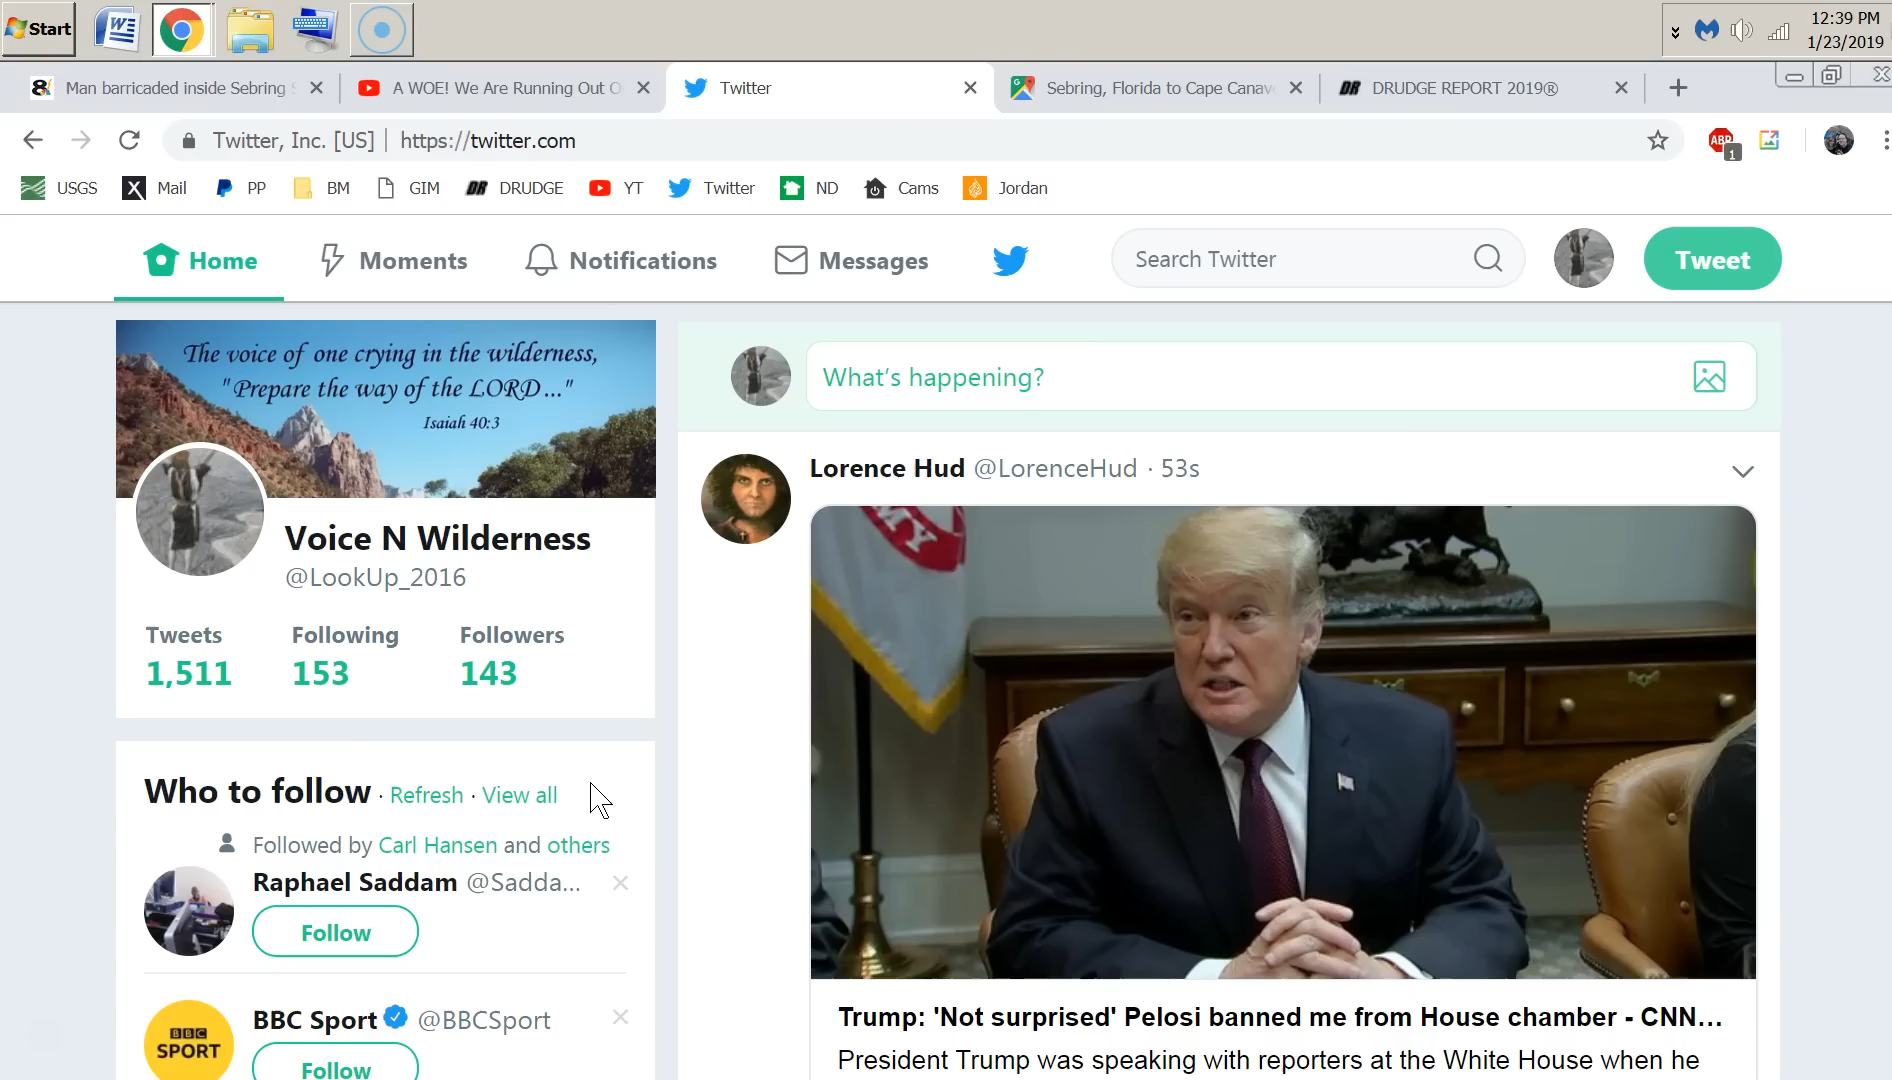 Start
12:39 PM
1/23/2019
Man barricaded inside Sebring S
A WOE! We Are Running Out O
Twitter
Sebring, Florida to Cape Canav
DR DRUDGE REPORT 2019®
Twitter, Inc. [US] | https://twitter.com
ABP
1
USGS
X Mail
PP
BM
GIM
DR DRUDGE
YT
Twitter
ND
Cams
Jordan
Home
Moments
Notifications
Messages
Search Twitter
Tweet
The voice of one crying in the wilderness,
"Prepare the way of the LORD..."
Isaiah 40:3
Voice N Wilderness
@LookUp_2016
Tweets Following Followers
1,511 153 143
Who to follow · Refresh · View all
Followed by Carl Hansen and others
Raphael Saddam @Sadda...
Follow
BBC
SPORT
BBC Sport @BBCSport
Follow
What's happening?
Lorence Hud @LorenceHud · 53s
Trump: 'Not surprised' Pelosi banned me from House chamber - CNN...
President Trump was speaking with reporters at the White House when he